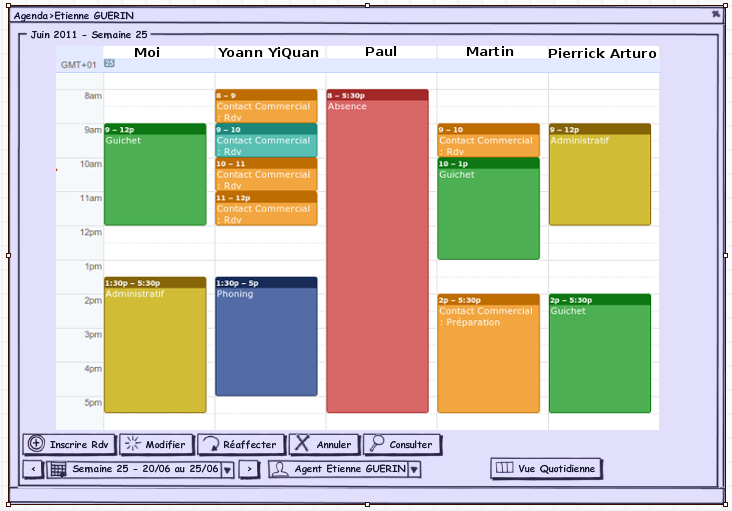 Agenda>Etienne GUERIN
Juin 2011 - Semaine 25
Moi Yoann YiQuan Paul Martin Pierrick Arturo
GMT+01 25
8am
9am
10am
11am
12pm
1pm
2pm
3pm
4pm
5pm
9 – 12p
Guichet
1:30p – 5:30p
Administratif
8 – 9
Contact Commercial
: Rdv
9 – 10
Contact Commercial
: Rdv
10 – 11
Contact Commercial
: Rdv
11 – 12p
Contact Commercial
: Rdv
1:30p – 5p
Phoning
8 – 5:30p
Absence
9 – 10
Contact Commercial
: Rdv
10 – 1p
Guichet
2p – 5:30p
Contact Commercial
: Préparation
9 – 12p
Administratif
2p – 5:30p
Guichet
Inscrire Rdv Modifier Réaffecter Annuler Consulter
< Semaine 25 - 20/06 au 25/06 > Agent Etienne GUERIN Vue Quotidienne